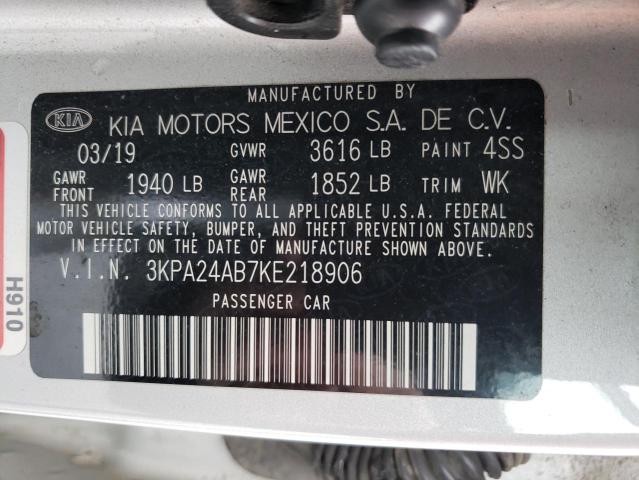 MANUFACTURED BY
KIA KIA MOTORS MEXICO S.A. DE C.V.
03/19 GVWR 3616 LB PAINT 4SS
GAWR FRONT 1940 LB GAWR REAR 1852 LB TRIM WK
THIS VEHICLE CONFORMS TO ALL APPLICABLE U.S.A. FEDERAL
MOTOR VEHICLE SAFETY, BUMPER, AND THEFT PREVENTION STANDARDS
IN EFFECT ON THE DATE OF MANUFACTURE SHOWN ABOVE.
V.I.N. 3KPA24AB7KE218906
PASSENGER CAR
H910